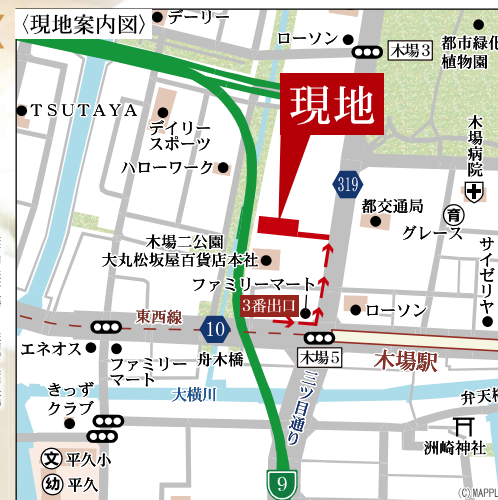 〈現地案内図〉
デーリー
ローソン
木場3
都市緑化
植物園
現地
TSUTAYA
デイリー
スポーツ
ハローワーク
木場病院
319
都交通局
育
グレース
サイゼリヤ
木場二公園
大丸松坂屋百貨店本社
ファミリーマート
3番出口
ローソン
東西線
10
エネオス
ファミリー
マート
舟木橋
木場5
木場駅
きっず
クラブ
大横川
三ツ目通り
弁天橋
洲崎神社
文 平久小
幼 平久
9
(C)MAPPL